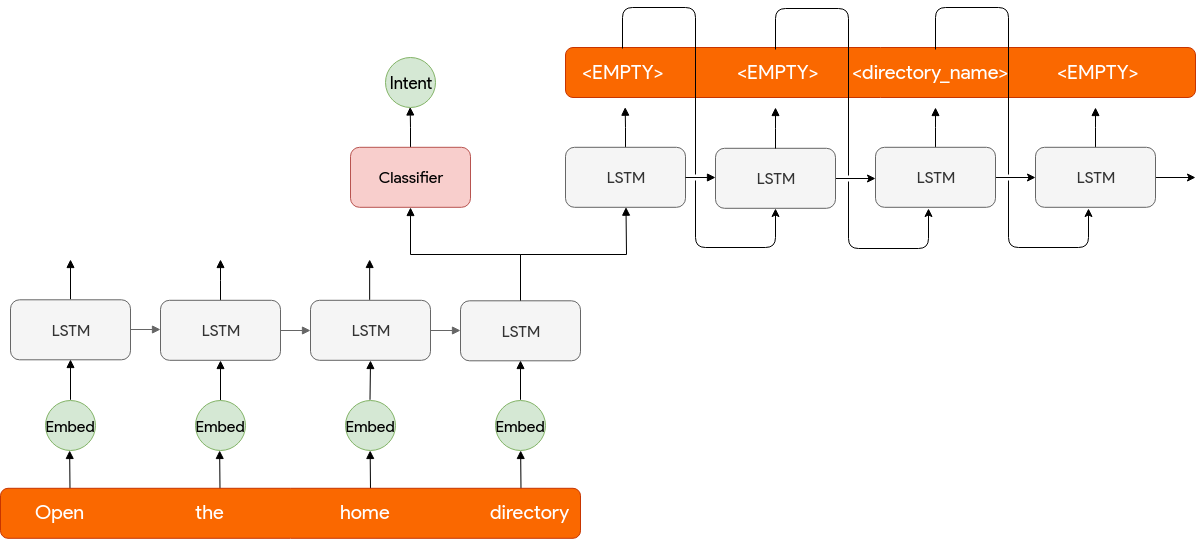 <EMPTY> <EMPTY> <directory_name> <EMPTY>
Intent
Classifier
LSTM LSTM LSTM LSTM
LSTM LSTM LSTM LSTM
Embed Embed Embed Embed
Open the home directory